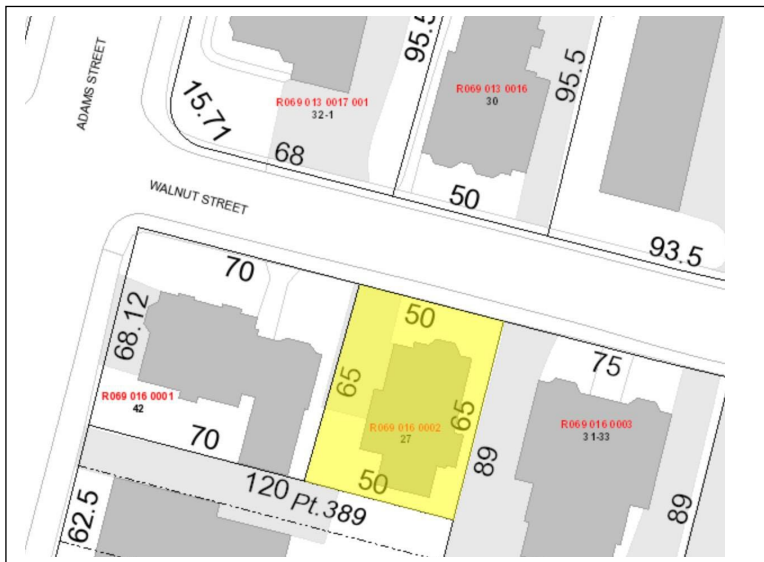 ADAMS STREET
95.5
95.5
R069 013 0017 001
32-1
R069 013 0016
30
15.71
68
50
WALNUT STREET
93.5
70
50
75
68.12
65
65
R069 016 0001
42
R069 016 0002
27
R069 016 0003
31-33
70
50
89
89
120 Pt.389
62.5